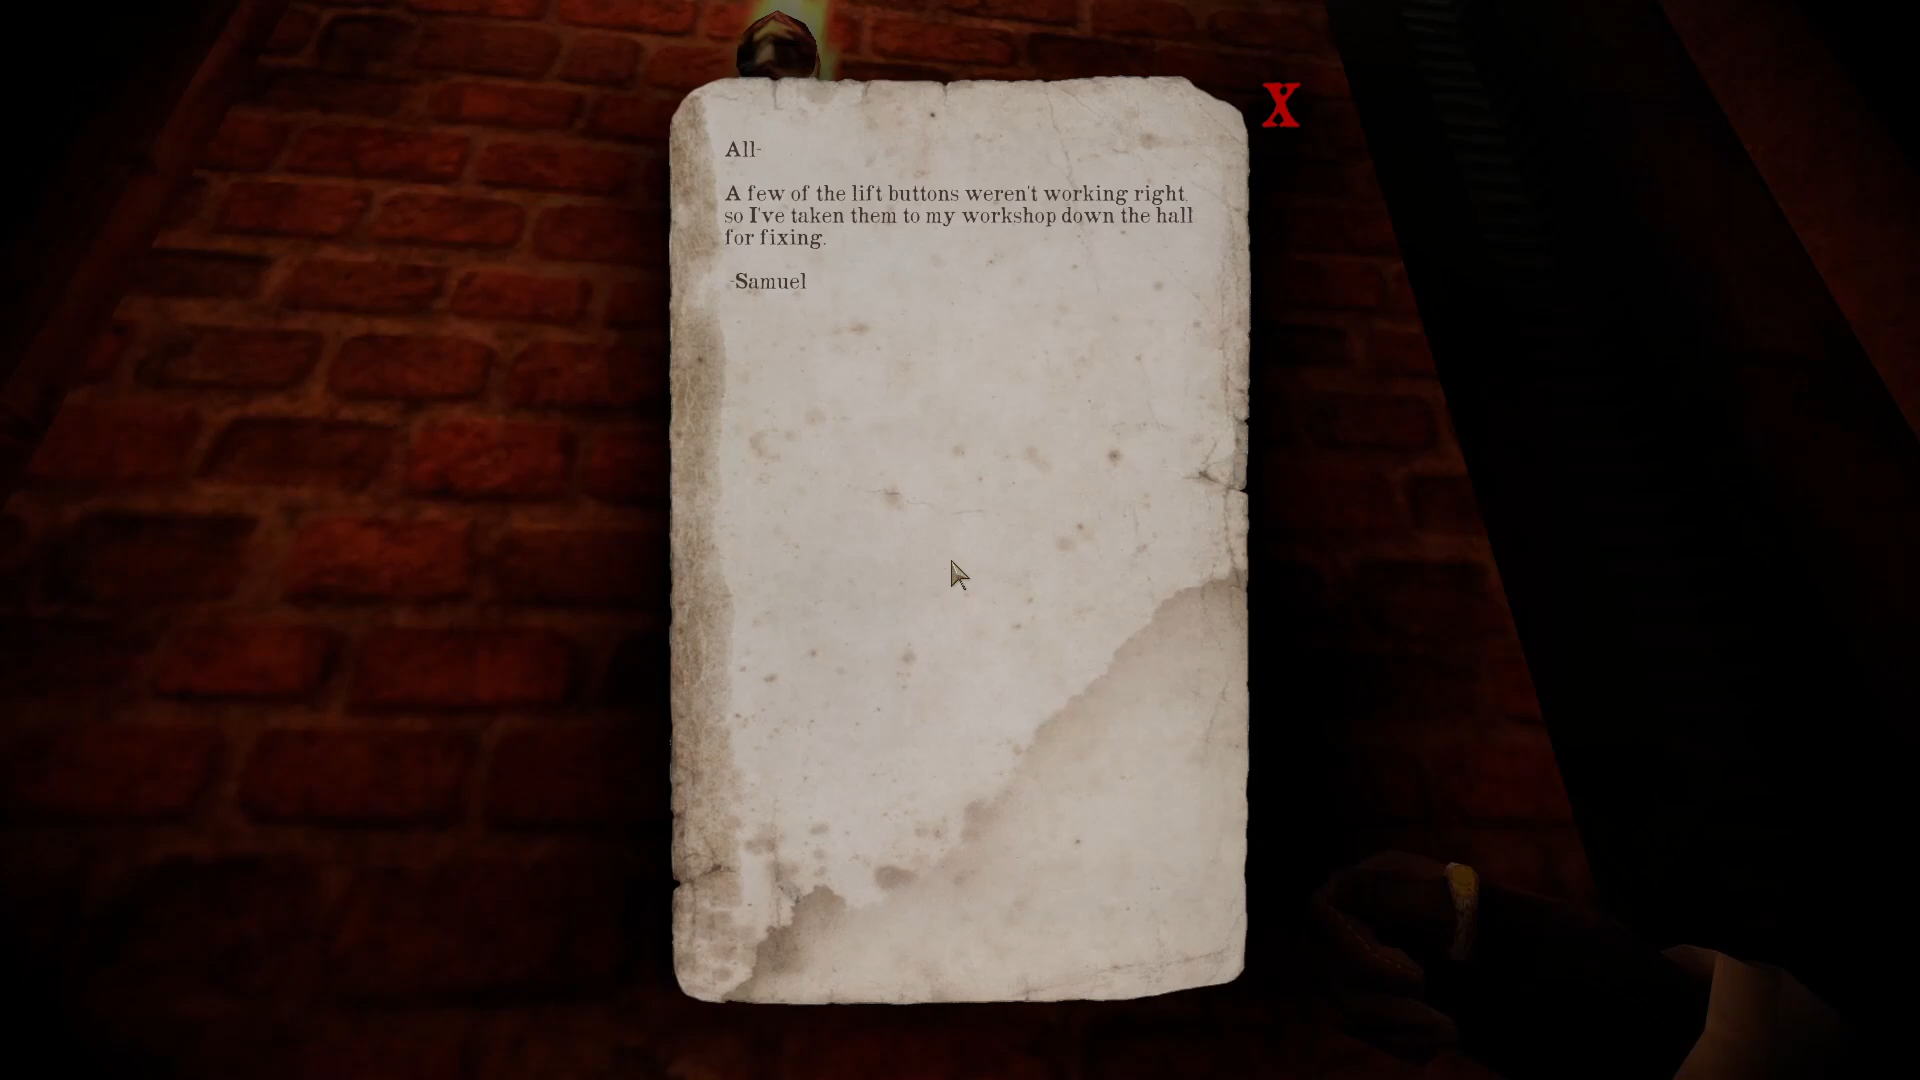 X
All-
A few of the lift buttons weren't working right,
so I've taken them to my workshop down the hall
for fixing.
-Samuel